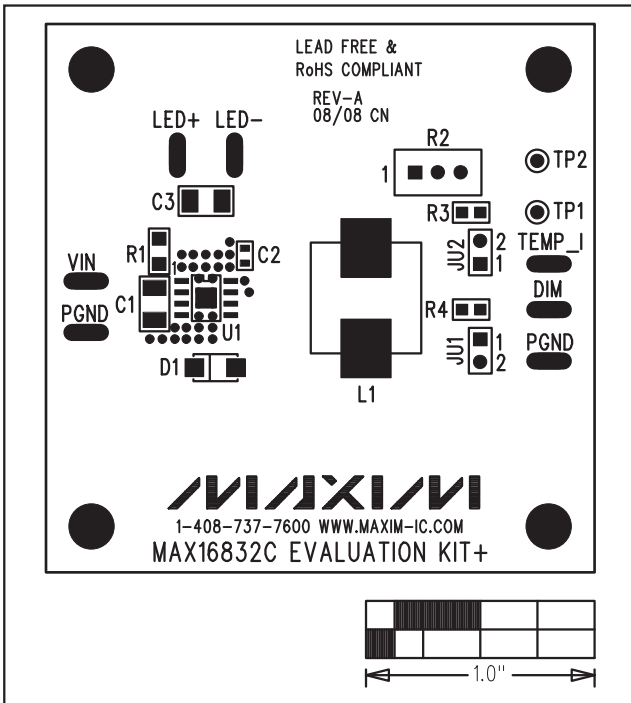 LEAD FREE &
RoHS COMPLIANT
REV-A
08/08 CN
LED+ LED-
R2
1
TP2
C3
R3
TP1
TEMP_I
VIN
R1
1
C2
JU2
2
1
DIM
C1
PGND
U1
R4
JU1
1
2
PGND
D1
L1
MAXIM
1-408-737-7600 WWW.MAXIM-IC.COM
MAX16832C EVALUATION KIT+
1.0"